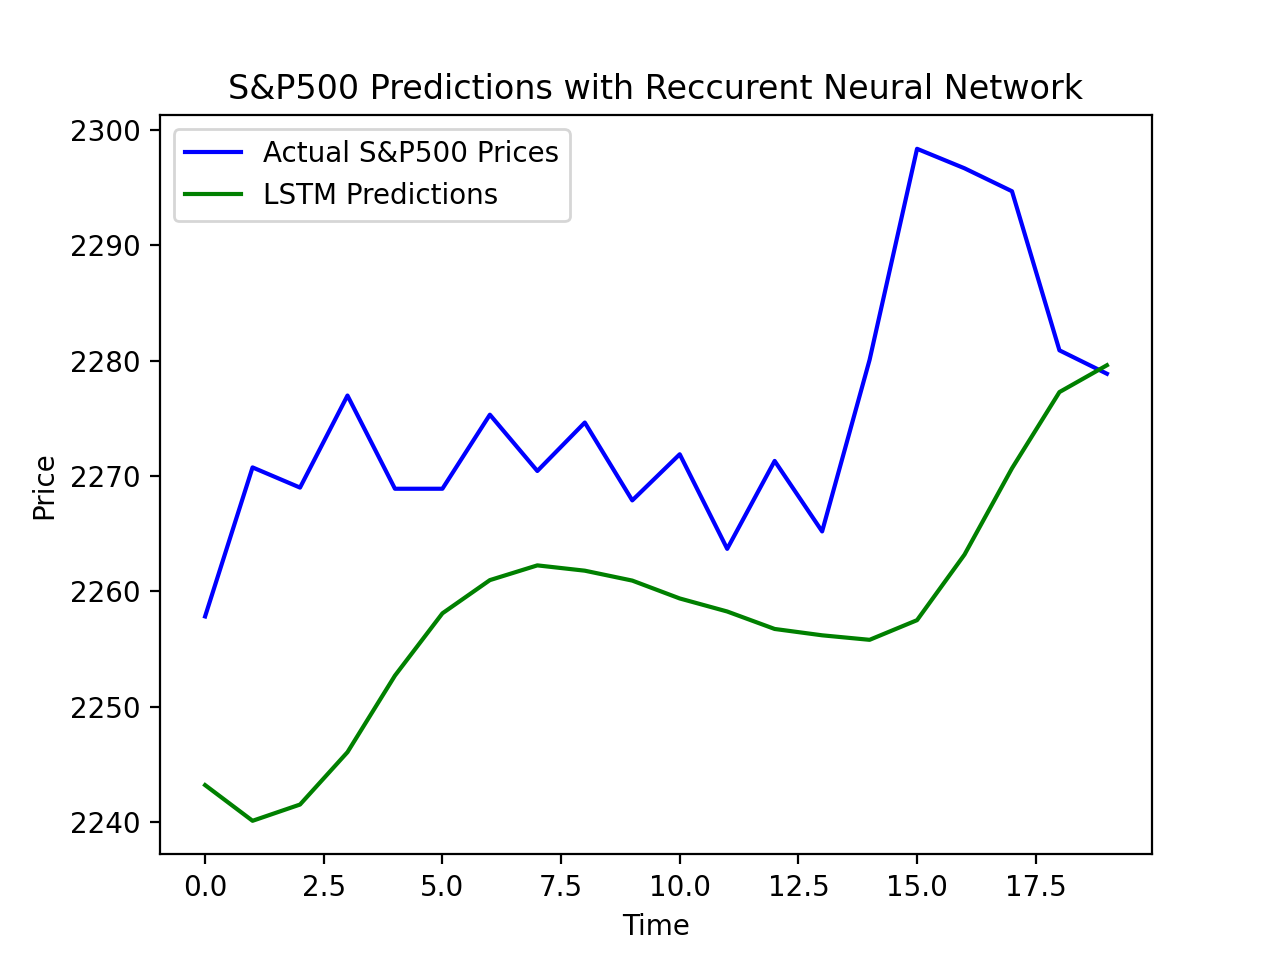 S&P500 Predictions with Reccurent Neural Network
Actual S&P500 Prices
LSTM Predictions
2300
2290
2280
2270
2260
2250
2240
Price
0.0 2.5 5.0 7.5 10.0 12.5 15.0 17.5
Time